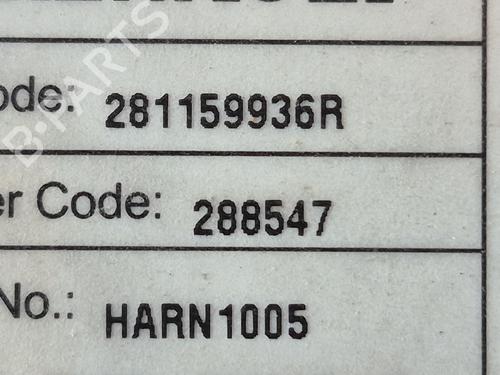 ode: 281159936R
er Code: 288547
No.: HARN1005
B-PARTS